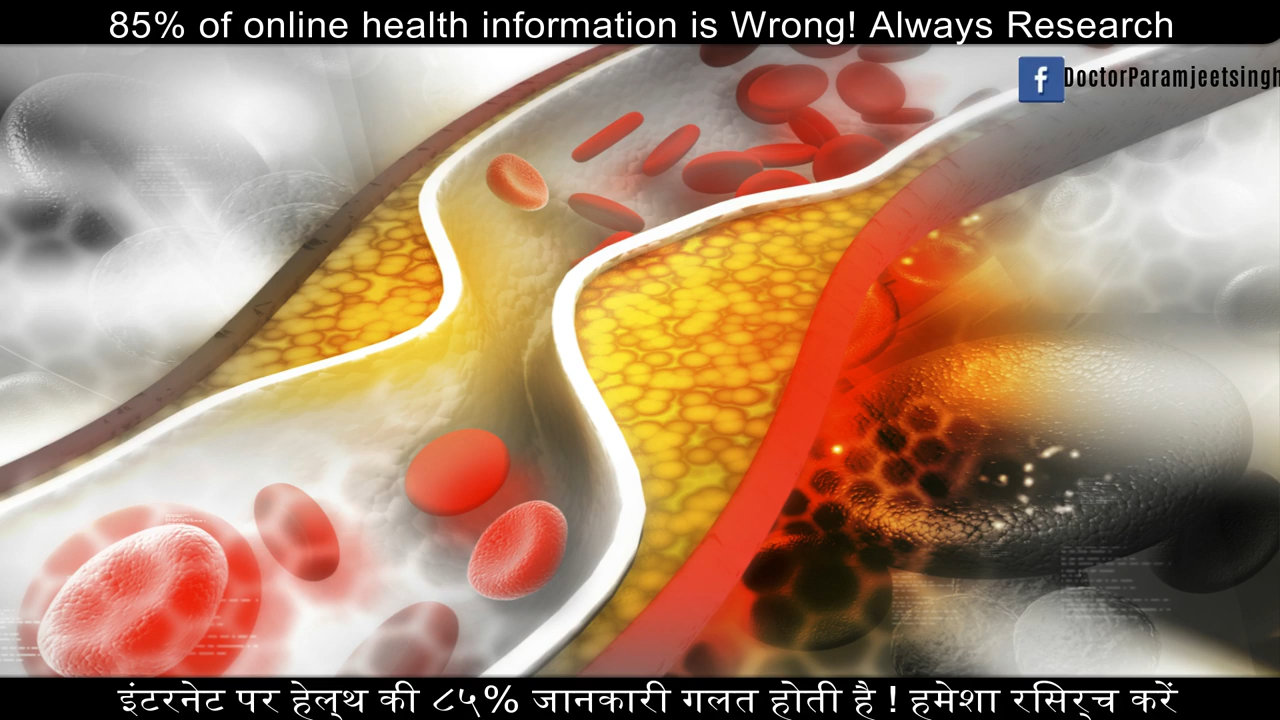 85% of online health information is Wrong! Always Research
f DoctorParamjeetsingh
इंटरनेट पर हेल्थ की ८५% जानकारी गलत होती है ! हमेशा रसिर्च करें